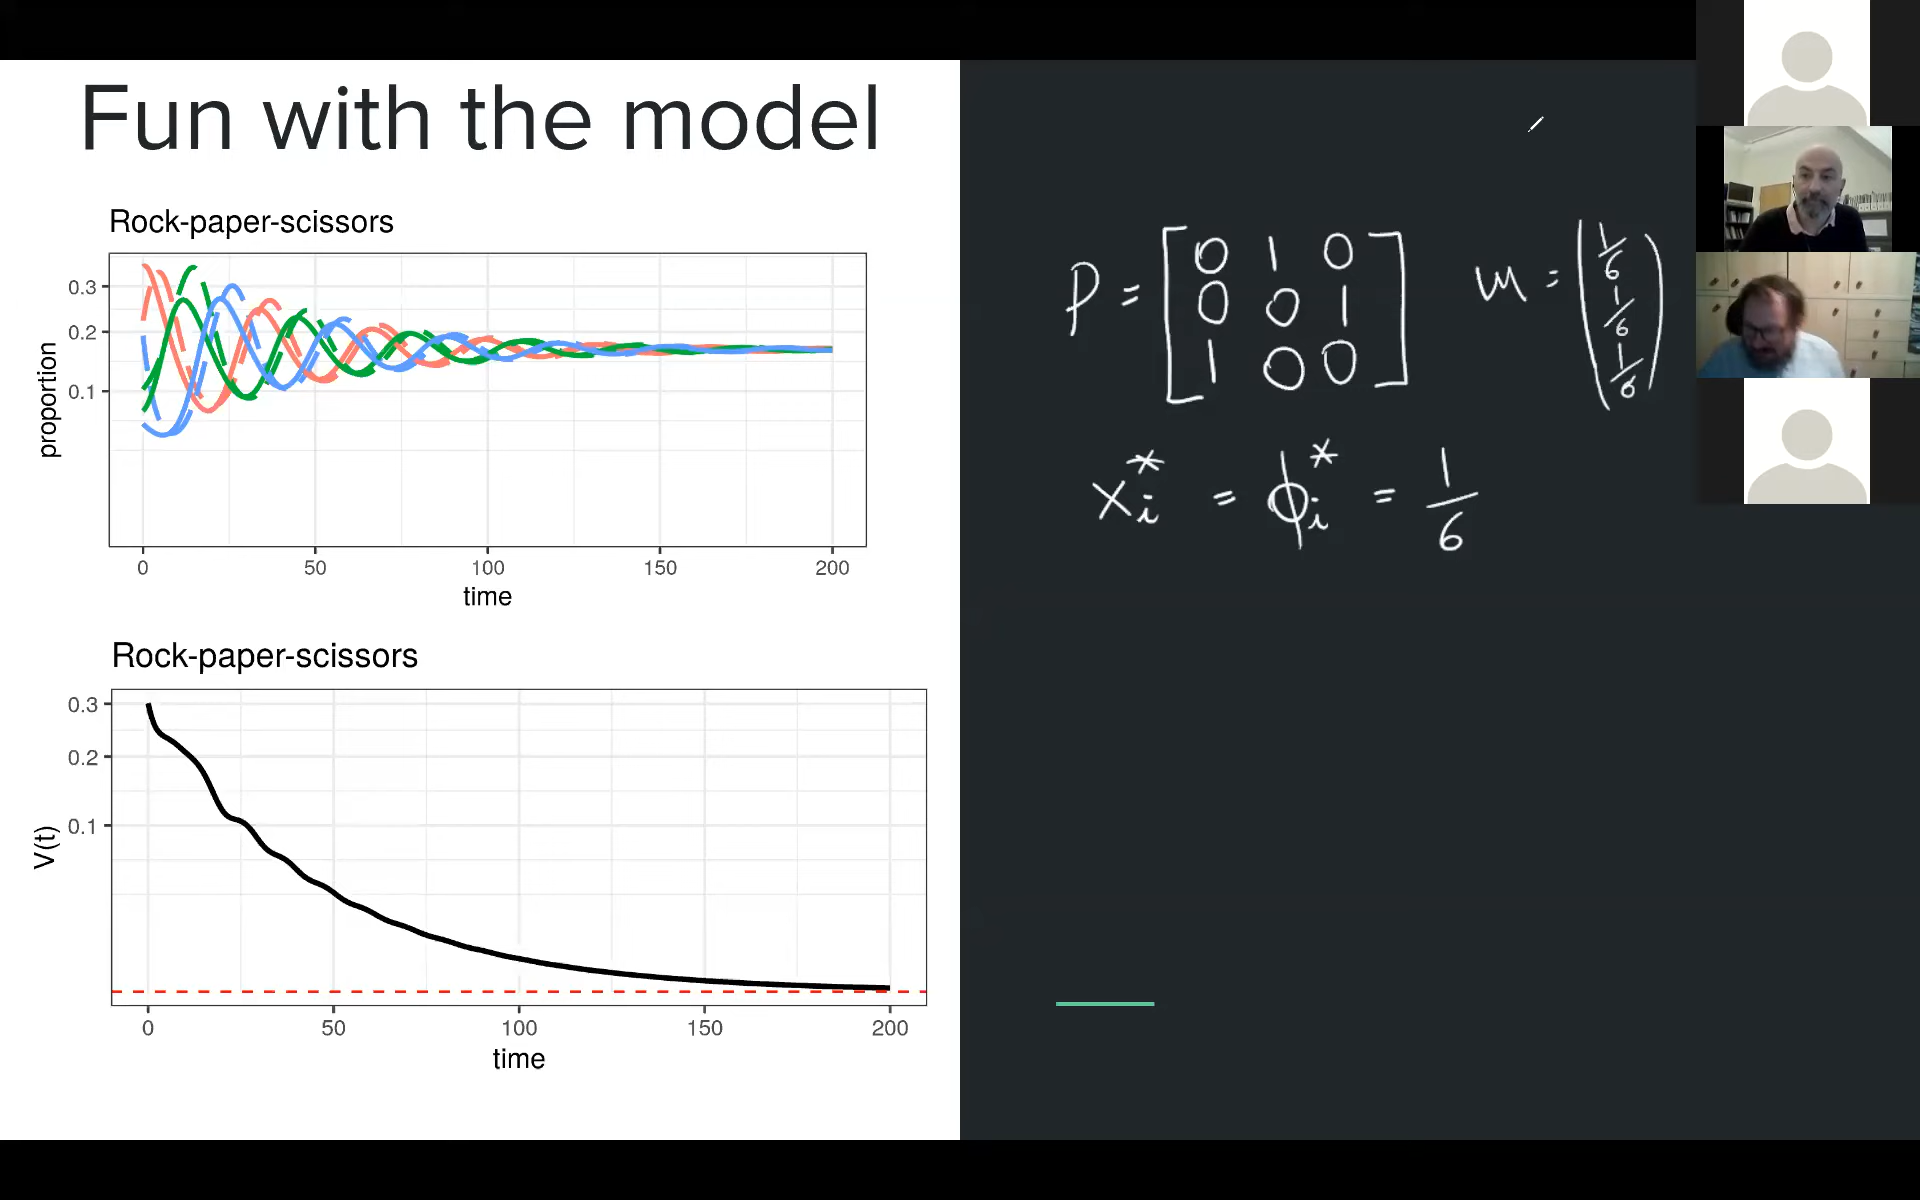 Fun with the model
Rock-paper-scissors
0.3
0.2
0.1
proportion
0 50 100 150 200
time
Rock-paper-scissors
0.3
0.2
0.1
V(t)
0 50 100 150 200
time
P = [ 0 1 0
0 0 1
1 0 0 ]
m = ( 1/6
1/6
1/6 )
x_i^* = ϕ_i^* = 1/6